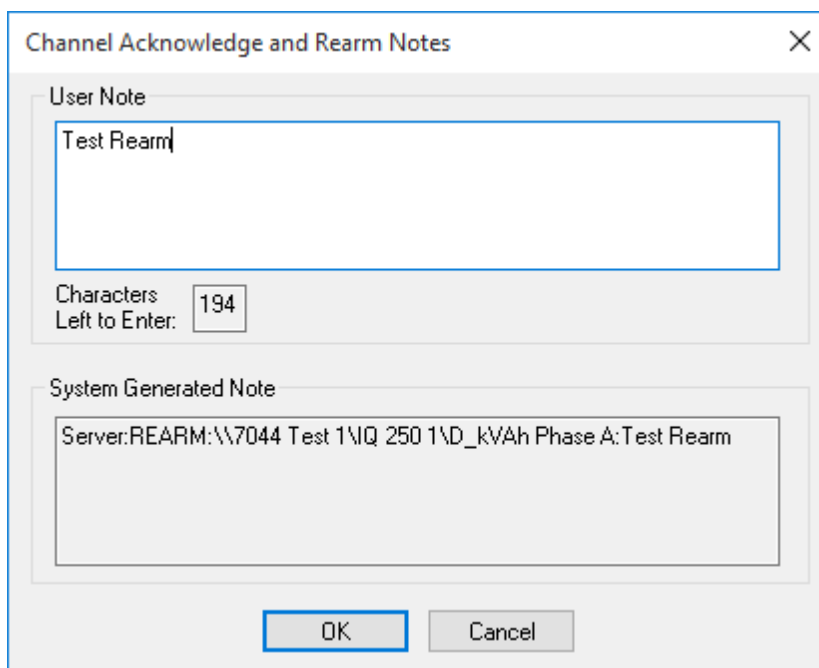 Channel Acknowledge and Rearm Notes
User Note
Test Rearm
Characters
Left to Enter:
194
System Generated Note
Server:REARM:\\7044 Test 1\IQ 250 1\D_kVAh Phase A:Test Rearm
OK
Cancel